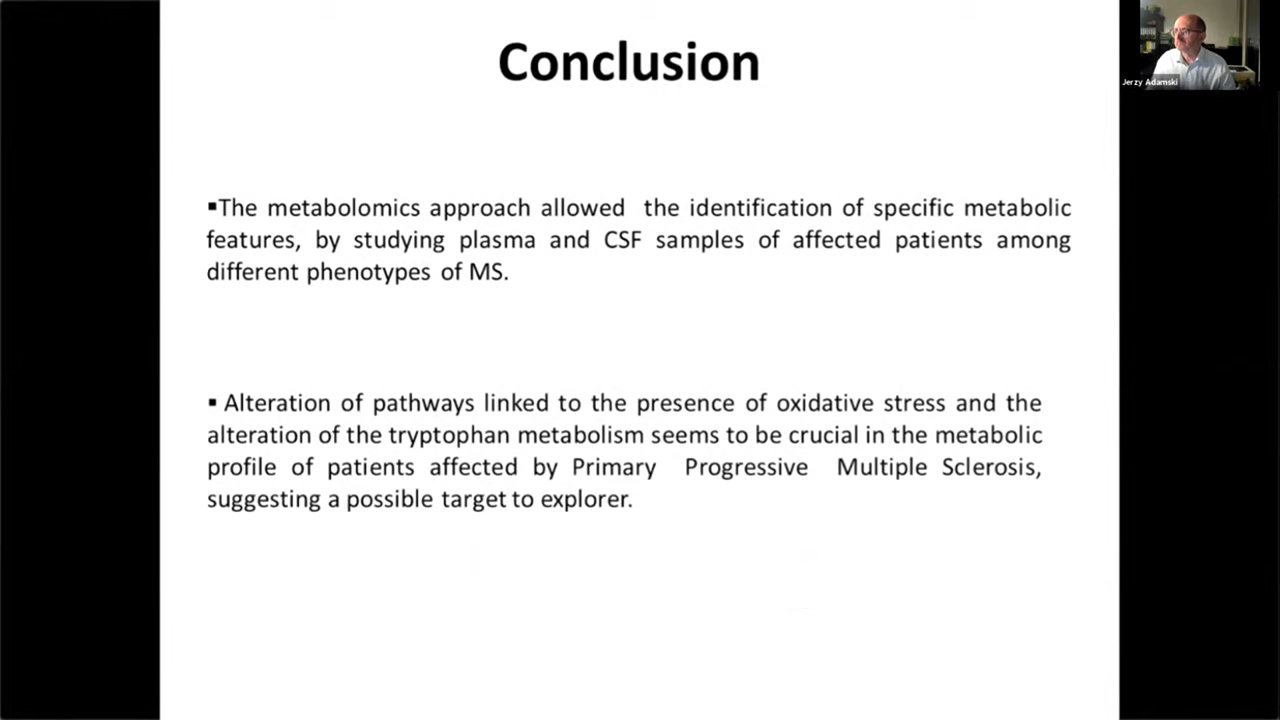 Conclusion
Jerzy Adamski
▪The metabolomics approach allowed the identification of specific metabolic
features, by studying plasma and CSF samples of affected patients among
different phenotypes of MS.
▪ Alteration of pathways linked to the presence of oxidative stress and the
alteration of the tryptophan metabolism seems to be crucial in the metabolic
profile of patients affected by Primary Progressive Multiple Sclerosis,
suggesting a possible target to explorer.